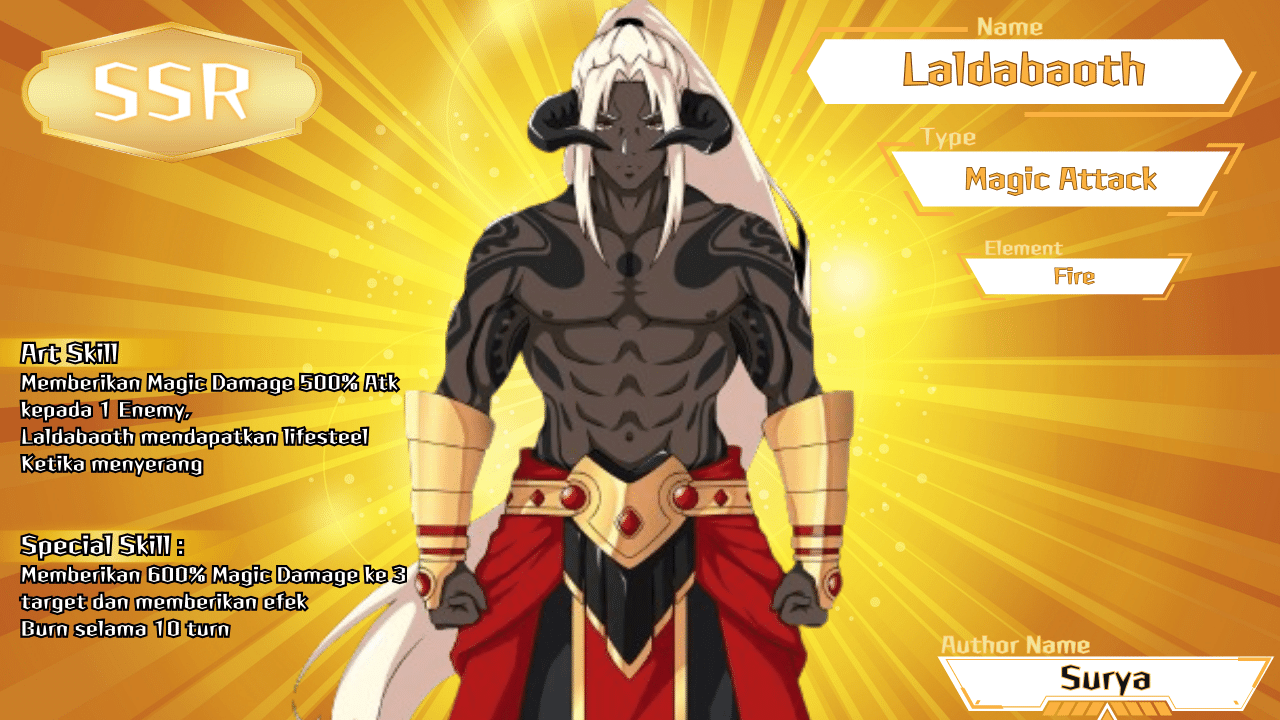 SSR
Name
Laldabaoth
Type
Magic Attack
Element
Fire
Art Skill
Memberikan Magic Damage 500% Atk
kepada 1 Enemy,
Laldabaoth mendapatkan lifesteel
Ketika menyerang
Special Skill :
Memberikan 600% Magic Damage ke 3
target dan memberikan efek
Burn selama 10 turn
Author Name
Surya